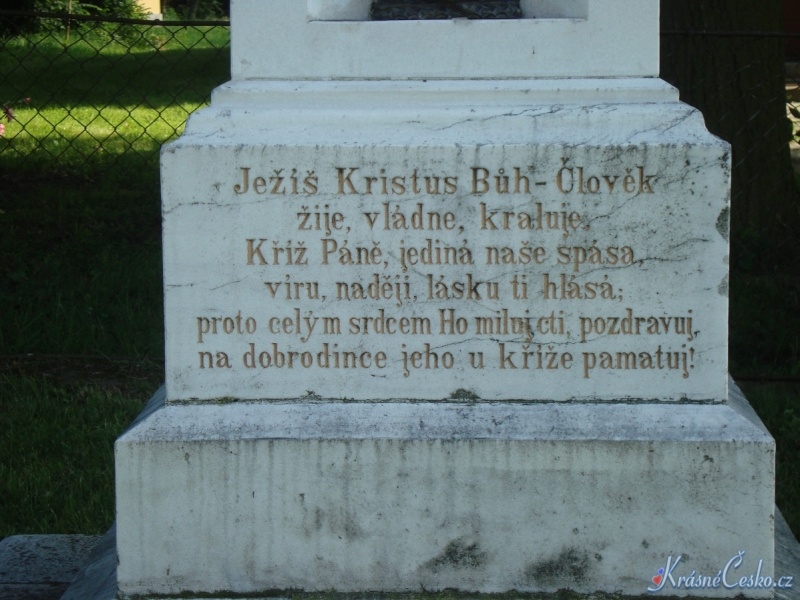 Ježíš Kristus Bůh - Člověk
žije, vládne, kraluje.
Kříž Páně, jediná naše spása,
víru, naději, lásku ti hlásá;
proto celým srdcem Ho miluj, cti, pozdravuj,
na dobrodince jeho u kříže pamatuj!
KrásnéČesko.cz